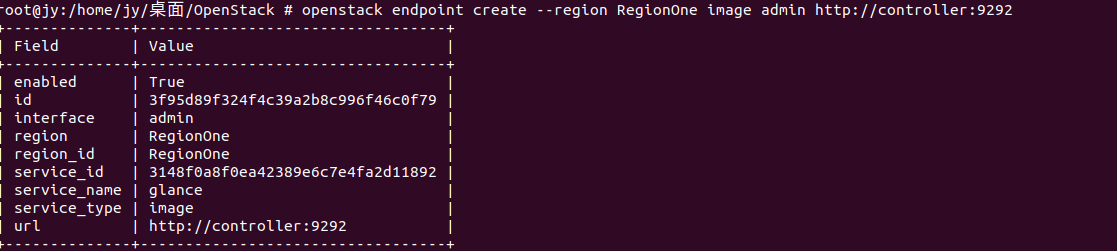 root@jy:/home/jy/桌面/OpenStack # openstack endpoint create --region RegionOne image admin http://controller:9292
+--------------+----------------------------------+
| Field        | Value                            |
+--------------+----------------------------------+
| enabled      | True                             |
| id           | 3f95d89f324f4c39a2b8c996f46c0f79 |
| interface    | admin                            |
| region       | RegionOne                        |
| region_id    | RegionOne                        |
| service_id   | 3148f0a8f0ea42389e6c7e4fa2d11892 |
| service_name | glance                           |
| service_type | image                            |
| url          | http://controller:9292           |
+--------------+----------------------------------+